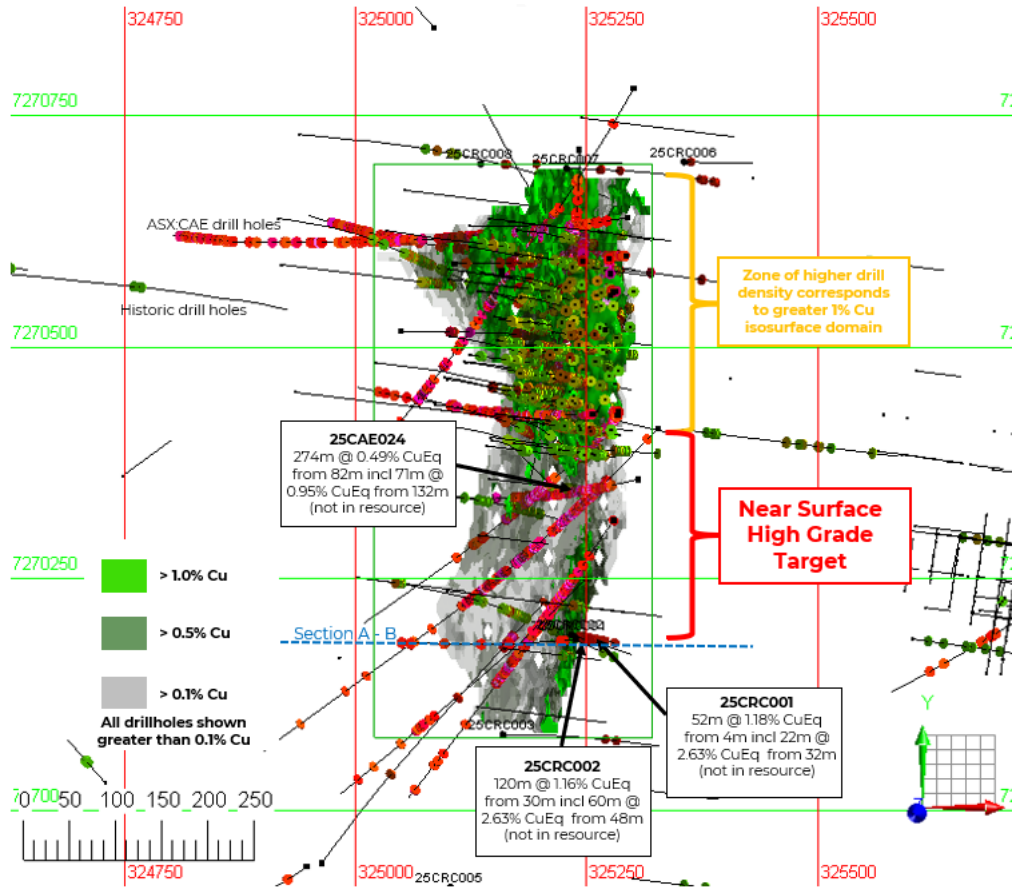 324750
325000
325250
325500
7270750
25CRC008
25CRC007
25CRC006
ASX:CAE drill holes
Historic drill holes
Zone of higher drill
density corresponds
to greater 1% Cu
isosurface domain
7270500
25CAE024
274m @ 0.49% CuEq
from 82m incl 71m @
0.95% CuEq from 132m
(not in resource)
Near Surface
High Grade
Target
> 1.0% Cu
> 0.5% Cu
> 0.1% Cu
All drillholes shown
greater than 0.1% Cu
7270250
Section A - B
25CRC001
52m @ 1.18% CuEq
from 4m incl 22m @
2.63% CuEq from 32m
(not in resource)
25CRC003
25CRC002
120m @ 1.16% CuEq
from 30m incl 60m @
2.63% CuEq from 48m
(not in resource)
Y
0 50 100 150 200 250
324750
325000
25CRC005
325250
325500